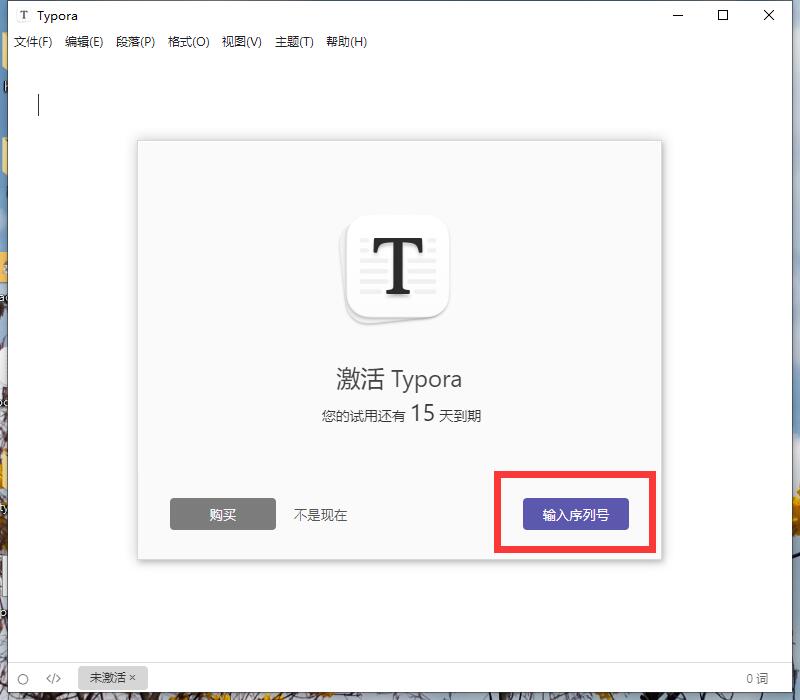 T Typora
文件(F) 编辑(E) 段落(P) 格式(O) 视图(V) 主题(T) 帮助(H)
T
激活 Typora
您的试用还有 15 天到期
购买 不是现在 输入序列号
</> 未激活 × 0 词